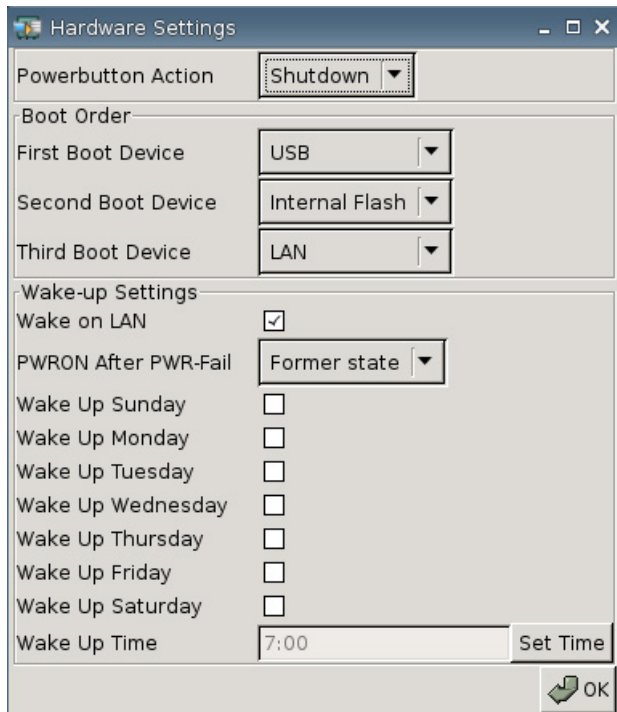 Hardware Settings
Powerbutton Action Shutdown
Boot Order
First Boot Device USB
Second Boot Device Internal Flash
Third Boot Device LAN
Wake-up Settings
Wake on LAN
PWRON After PWR-Fail Former state
Wake Up Sunday
Wake Up Monday
Wake Up Tuesday
Wake Up Wednesday
Wake Up Thursday
Wake Up Friday
Wake Up Saturday
Wake Up Time 7:00 Set Time
OK